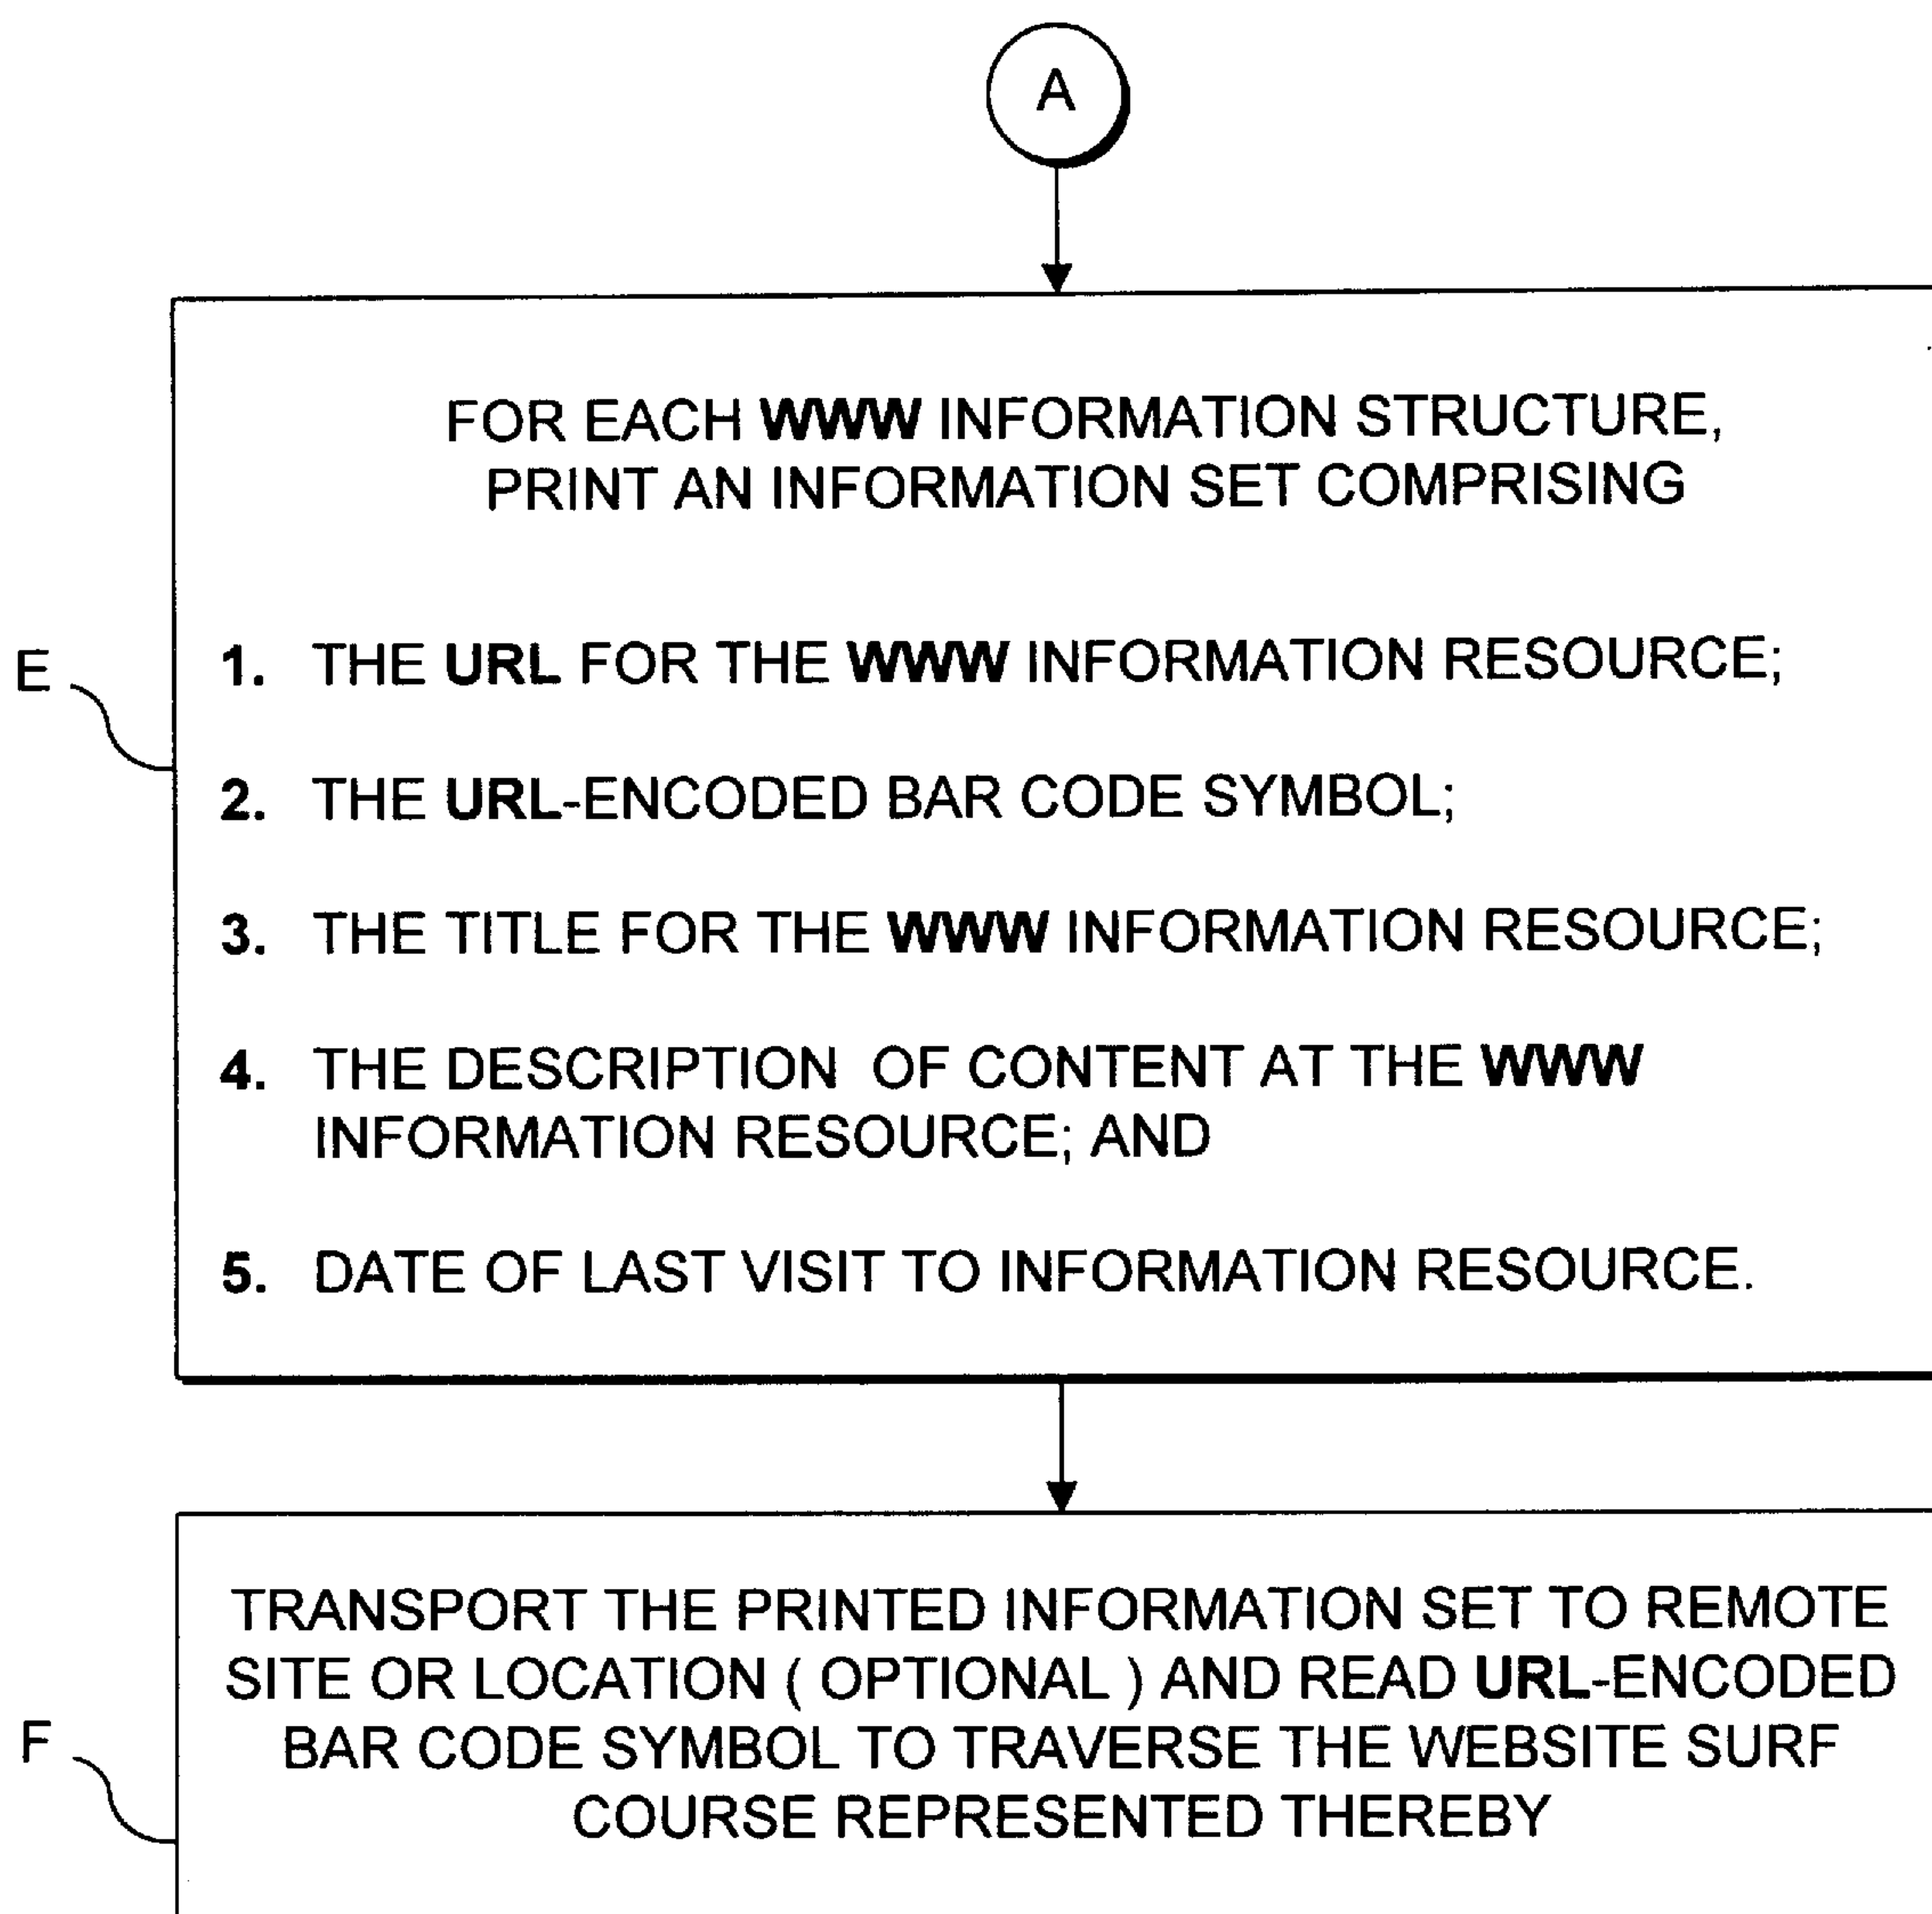 A
FOR EACH WWW INFORMATION STRUCTURE,
PRINT AN INFORMATION SET COMPRISING
E
1. THE URL FOR THE WWW INFORMATION RESOURCE;
2. THE URL-ENCODED BAR CODE SYMBOL;
3. THE TITLE FOR THE WWW INFORMATION RESOURCE;
4. THE DESCRIPTION OF CONTENT AT THE WWW
INFORMATION RESOURCE; AND
5. DATE OF LAST VISIT TO INFORMATION RESOURCE.
TRANSPORT THE PRINTED INFORMATION SET TO REMOTE
SITE OR LOCATION ( OPTIONAL ) AND READ URL-ENCODED
F
BAR CODE SYMBOL TO TRAVERSE THE WEBSITE SURF
COURSE REPRESENTED THEREBY